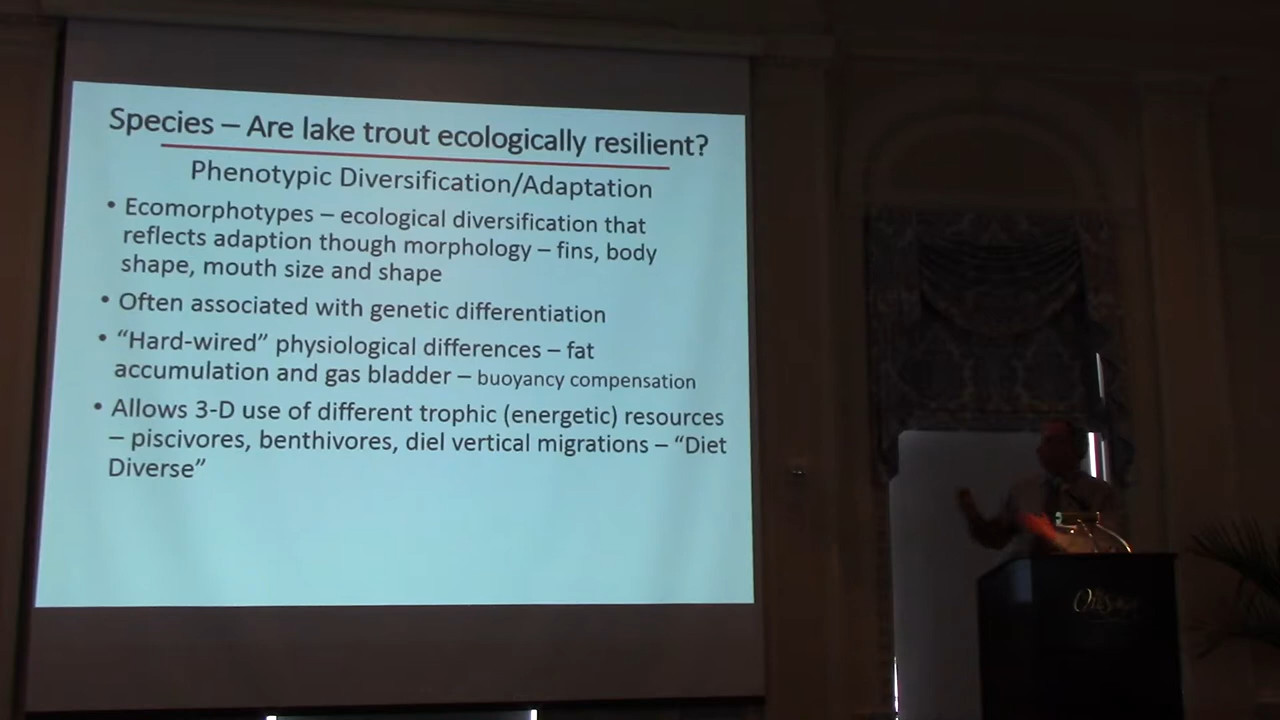 Species – Are lake trout ecologically resilient?
Phenotypic Diversification/Adaptation
• Ecomorphotypes – ecological diversification that
reflects adaption though morphology – fins, body
shape, mouth size and shape
• Often associated with genetic differentiation
• “Hard-wired” physiological differences – fat
accumulation and gas bladder – buoyancy compensation
• Allows 3-D use of different trophic (energetic) resources
– piscivores, benthivores, diel vertical migrations – “Diet
Diverse”